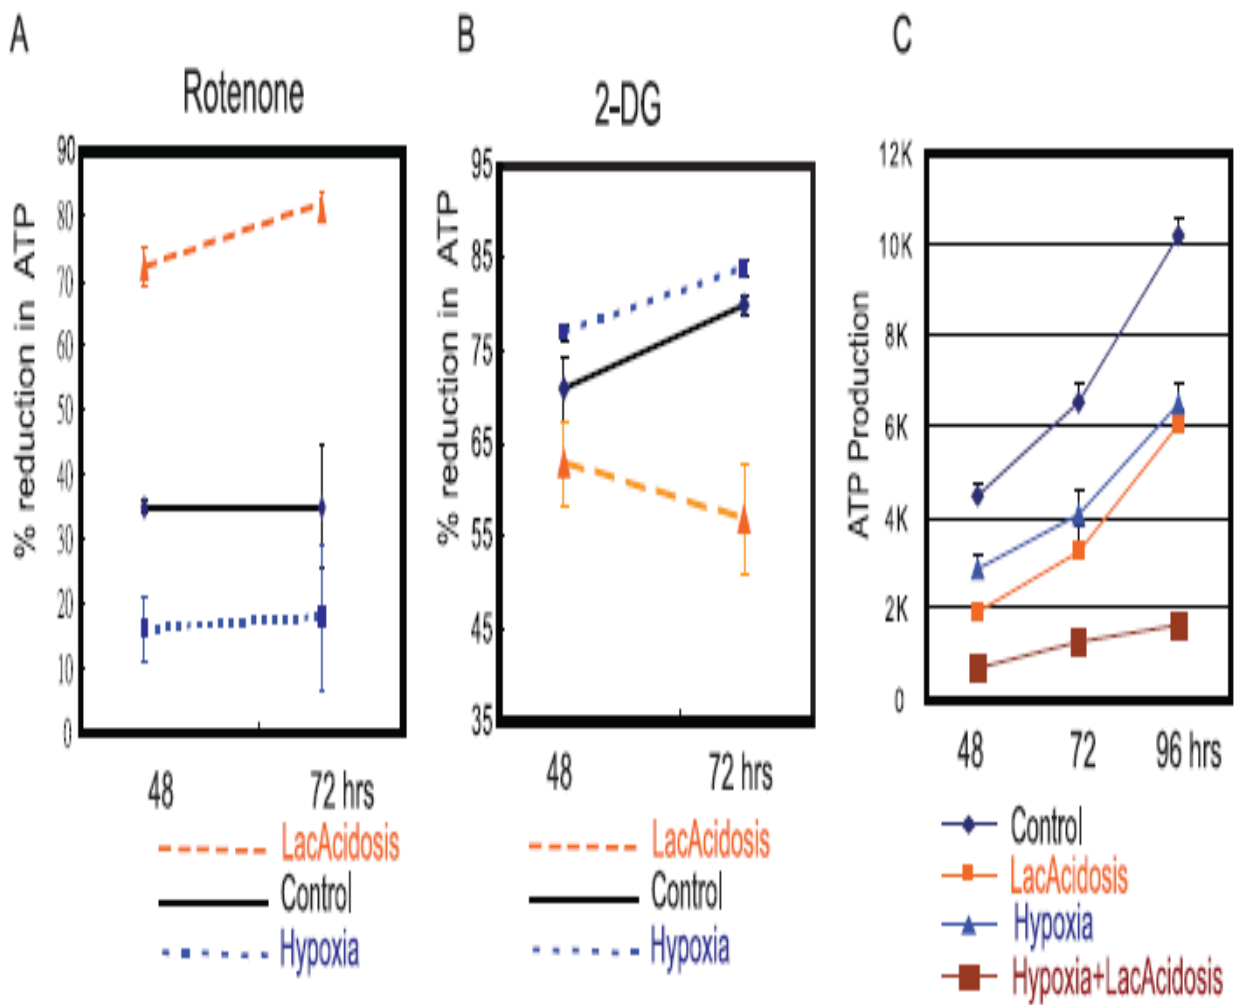 A
Rotenone
% reduction in ATP
90
80
70
60
50
40
30
20
10
0
48
72 hrs
LacAcidosis
Control
Hypoxia
B
2-DG
% reduction in ATP
95
85
75
65
55
45
35
48
72 hrs
LacAcidosis
Control
Hypoxia
C
ATP Production
12K
10K
8K
6K
4K
2K
0
48
72
96 hrs
Control
LacAcidosis
Hypoxia
Hypoxia+LacAcidosis